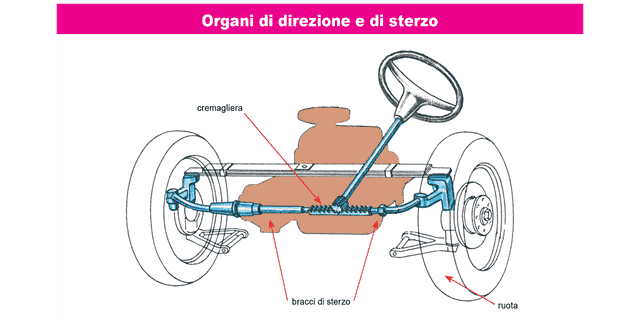 Organi di direzione e di sterzo
cremagliera
bracci di sterzo
ruota